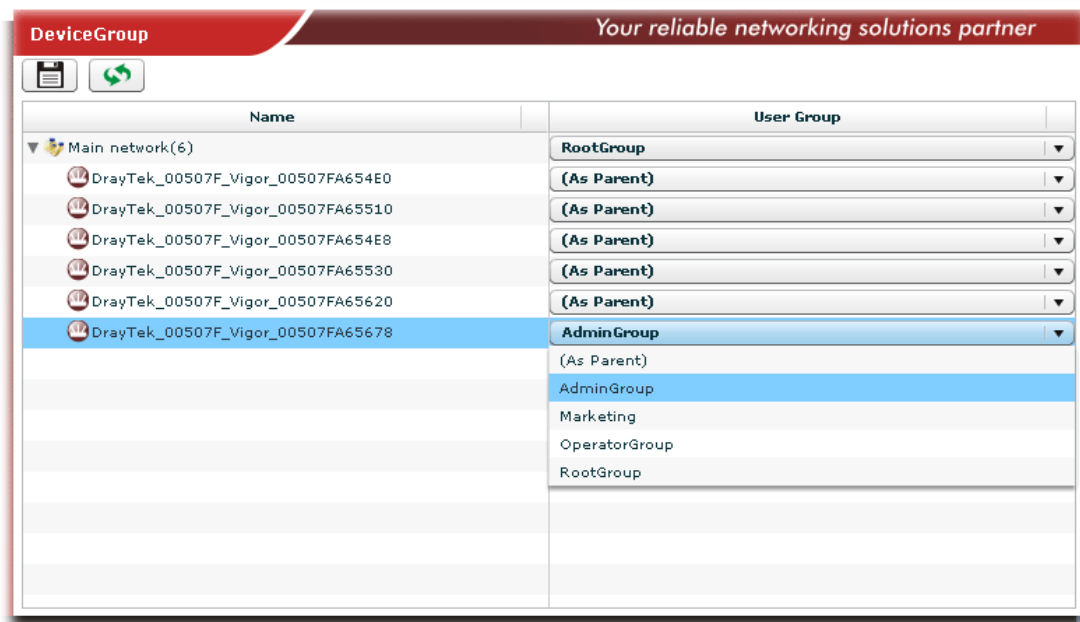 DeviceGroup
Your reliable networking solutions partner
Name User Group
Main network(6) RootGroup
DrayTek_00507F_Vigor_00507FA654E0 (As Parent)
DrayTek_00507F_Vigor_00507FA65510 (As Parent)
DrayTek_00507F_Vigor_00507FA654E8 (As Parent)
DrayTek_00507F_Vigor_00507FA65530 (As Parent)
DrayTek_00507F_Vigor_00507FA65620 (As Parent)
DrayTek_00507F_Vigor_00507FA65678 AdminGroup
(As Parent)
AdminGroup
Marketing
OperatorGroup
RootGroup